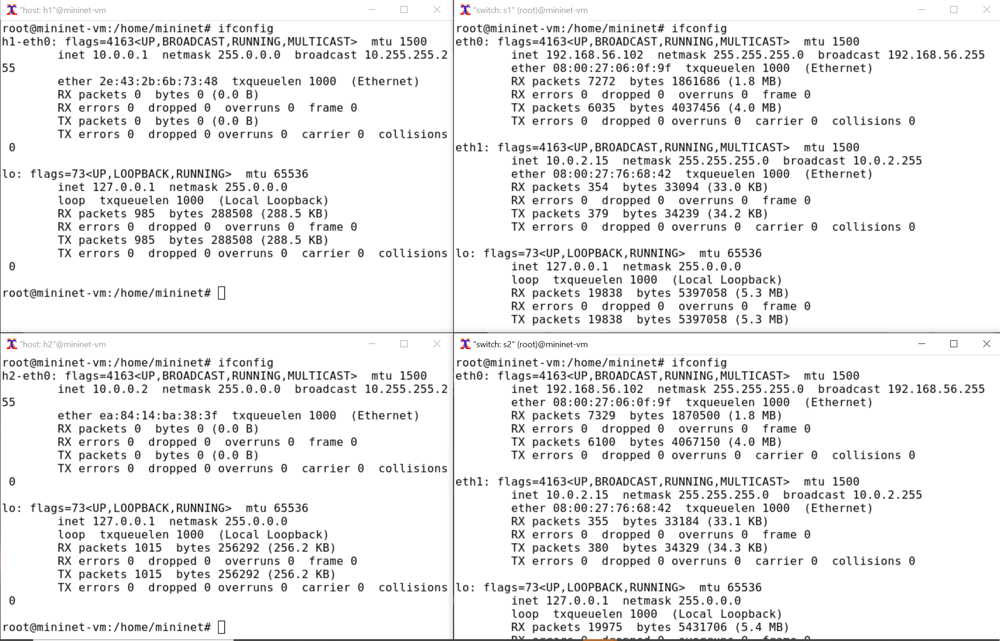 "host: h1"@mininet-vm
root@mininet-vm:/home/mininet# ifconfig
h1-eth0: flags=4163<UP,BROADCAST,RUNNING,MULTICAST>  mtu 1500
        inet 10.0.0.1  netmask 255.0.0.0  broadcast 10.255.255.2
55
        ether 2e:43:2b:6b:73:48  txqueuelen 1000  (Ethernet)
        RX packets 0  bytes 0 (0.0 B)
        RX errors 0  dropped 0  overruns 0  frame 0
        TX packets 0  bytes 0 (0.0 B)
        TX errors 0  dropped 0 overruns 0  carrier 0  collisions
 0
lo: flags=73<UP,LOOPBACK,RUNNING>  mtu 65536
        inet 127.0.0.1  netmask 255.0.0.0
        loop  txqueuelen 1000  (Local Loopback)
        RX packets 985  bytes 288508 (288.5 KB)
        RX errors 0  dropped 0  overruns 0  frame 0
        TX packets 985  bytes 288508 (288.5 KB)
        TX errors 0  dropped 0 overruns 0  carrier 0  collisions
 0
root@mininet-vm:/home/mininet#
"switch: s1" (root)@mininet-vm
root@mininet-vm:/home/mininet# ifconfig
eth0: flags=4163<UP,BROADCAST,RUNNING,MULTICAST>  mtu 1500
        inet 192.168.56.102  netmask 255.255.255.0  broadcast 192.168.56.255
        ether 08:00:27:06:0f:9f  txqueuelen 1000  (Ethernet)
        RX packets 7272  bytes 1861686 (1.8 MB)
        RX errors 0  dropped 0  overruns 0  frame 0
        TX packets 6035  bytes 4037456 (4.0 MB)
        TX errors 0  dropped 0 overruns 0  carrier 0  collisions 0
eth1: flags=4163<UP,BROADCAST,RUNNING,MULTICAST>  mtu 1500
        inet 10.0.2.15  netmask 255.255.255.0  broadcast 10.0.2.255
        ether 08:00:27:76:68:42  txqueuelen 1000  (Ethernet)
        RX packets 354  bytes 33094 (33.0 KB)
        RX errors 0  dropped 0  overruns 0  frame 0
        TX packets 379  bytes 34239 (34.2 KB)
        TX errors 0  dropped 0 overruns 0  carrier 0  collisions 0
lo: flags=73<UP,LOOPBACK,RUNNING>  mtu 65536
        inet 127.0.0.1  netmask 255.0.0.0
        loop  txqueuelen 1000  (Local Loopback)
        RX packets 19838  bytes 5397058 (5.3 MB)
        RX errors 0  dropped 0  overruns 0  frame 0
        TX packets 19838  bytes 5397058 (5.3 MB)
"host: h2"@mininet-vm
root@mininet-vm:/home/mininet# ifconfig
h2-eth0: flags=4163<UP,BROADCAST,RUNNING,MULTICAST>  mtu 1500
        inet 10.0.0.2  netmask 255.0.0.0  broadcast 10.255.255.2
55
        ether ea:84:14:ba:38:3f  txqueuelen 1000  (Ethernet)
        RX packets 0  bytes 0 (0.0 B)
        RX errors 0  dropped 0  overruns 0  frame 0
        TX packets 0  bytes 0 (0.0 B)
        TX errors 0  dropped 0 overruns 0  carrier 0  collisions
 0
lo: flags=73<UP,LOOPBACK,RUNNING>  mtu 65536
        inet 127.0.0.1  netmask 255.0.0.0
        loop  txqueuelen 1000  (Local Loopback)
        RX packets 1015  bytes 256292 (256.2 KB)
        RX errors 0  dropped 0  overruns 0  frame 0
        TX packets 1015  bytes 256292 (256.2 KB)
        TX errors 0  dropped 0 overruns 0  carrier 0  collisions
 0
root@mininet-vm:/home/mininet#
"switch: s2" (root)@mininet-vm
root@mininet-vm:/home/mininet# ifconfig
eth0: flags=4163<UP,BROADCAST,RUNNING,MULTICAST>  mtu 1500
        inet 192.168.56.102  netmask 255.255.255.0  broadcast 192.168.56.255
        ether 08:00:27:06:0f:9f  txqueuelen 1000  (Ethernet)
        RX packets 7329  bytes 1870500 (1.8 MB)
        RX errors 0  dropped 0  overruns 0  frame 0
        TX packets 6100  bytes 4067150 (4.0 MB)
        TX errors 0  dropped 0 overruns 0  carrier 0  collisions 0
eth1: flags=4163<UP,BROADCAST,RUNNING,MULTICAST>  mtu 1500
        inet 10.0.2.15  netmask 255.255.255.0  broadcast 10.0.2.255
        ether 08:00:27:76:68:42  txqueuelen 1000  (Ethernet)
        RX packets 355  bytes 33184 (33.1 KB)
        RX errors 0  dropped 0  overruns 0  frame 0
        TX packets 380  bytes 34329 (34.3 KB)
        TX errors 0  dropped 0 overruns 0  carrier 0  collisions 0
lo: flags=73<UP,LOOPBACK,RUNNING>  mtu 65536
        inet 127.0.0.1  netmask 255.0.0.0
        loop  txqueuelen 1000  (Local Loopback)
        RX packets 19975  bytes 5431706 (5.4 MB)
        RX errors 0  dropped 0  overruns 0  frame 0